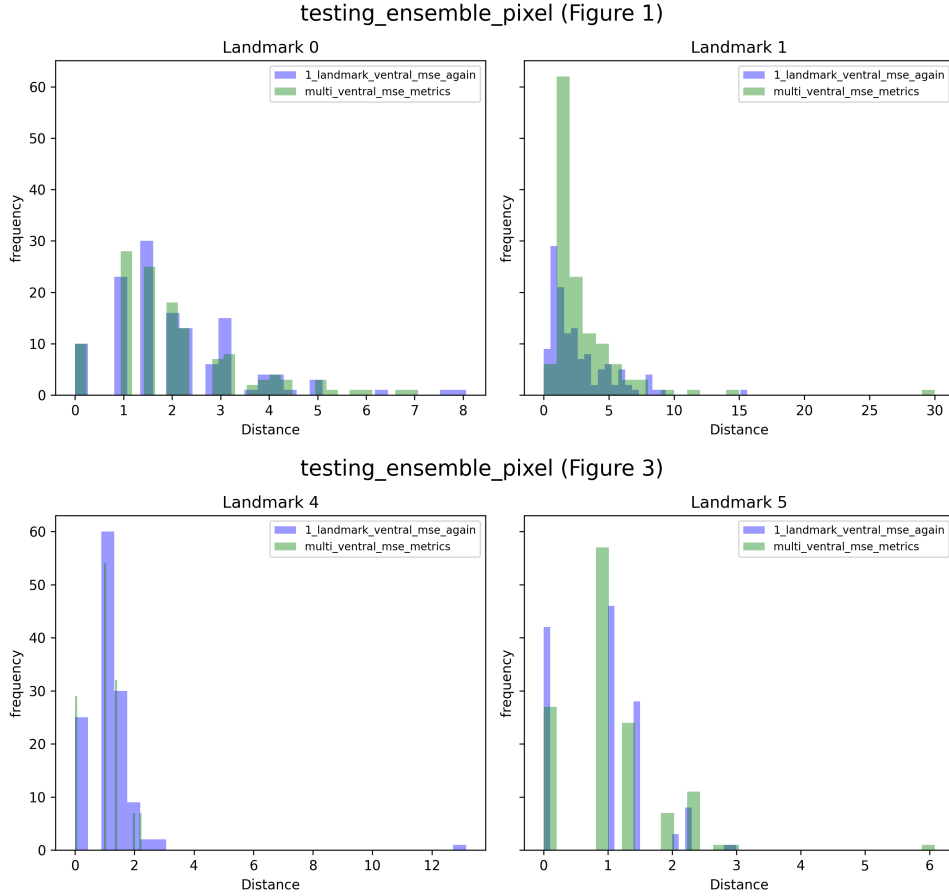 testing_ensemble_pixel (Figure 1)
Landmark 0
Landmark 1
1_landmark_ventral_mse_again
multi_ventral_mse_metrics
1_landmark_ventral_mse_again
multi_ventral_mse_metrics
frequency
60
50
40
30
20
10
0
frequency
0 1 2 3 4 5 6 7 8
0 5 10 15 20 25 30
Distance
Distance
testing_ensemble_pixel (Figure 3)
Landmark 4
Landmark 5
1_landmark_ventral_mse_again
multi_ventral_mse_metrics
1_landmark_ventral_mse_again
multi_ventral_mse_metrics
frequency
60
50
40
30
20
10
0
frequency
0 2 4 6 8 10 12
0 1 2 3 4 5 6
Distance
Distance